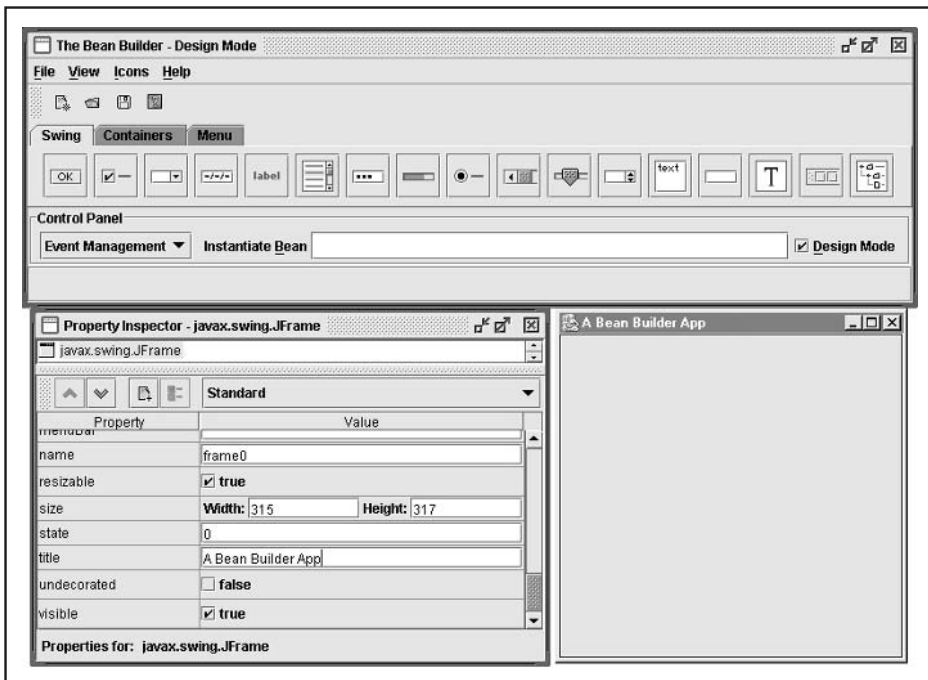 The Bean Builder - Design Mode
File View Icons Help
Swing Containers Menu
OK -/-/- label text T
Control Panel
Event Management Instantiate Bean Design Mode
Property Inspector - javax.swing.JFrame
javax.swing.JFrame
Standard
Property Value
menuBar
name frame0
resizable true
size Width: 315 Height: 317
state 0
title A Bean Builder App
undecorated false
visible true
Properties for: javax.swing.JFrame
A Bean Builder App